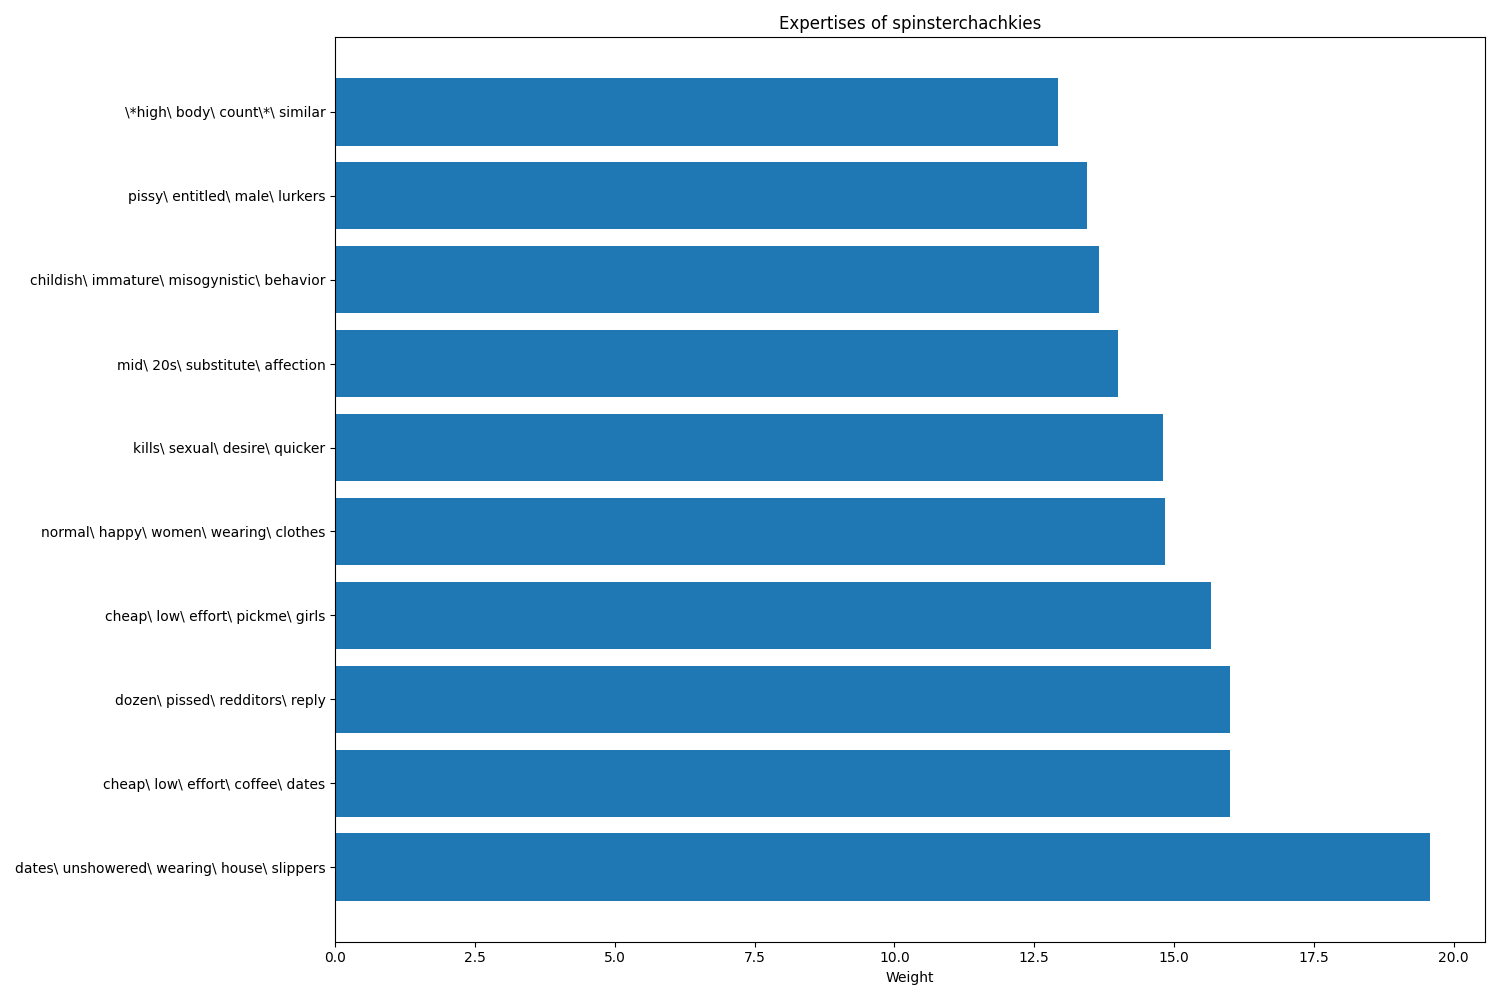 Expertises of spinsterchachkies
\*high\ body\ count\*\ similar
pissy\ entitled\ male\ lurkers
childish\ immature\ misogynistic\ behavior
mid\ 20s\ substitute\ affection
kills\ sexual\ desire\ quicker
normal\ happy\ women\ wearing\ clothes
cheap\ low\ effort\ pickme\ girls
dozen\ pissed\ redditors\ reply
cheap\ low\ effort\ coffee\ dates
dates\ unshowered\ wearing\ house\ slippers
0.0 2.5 5.0 7.5 10.0 12.5 15.0 17.5 20.0
Weight